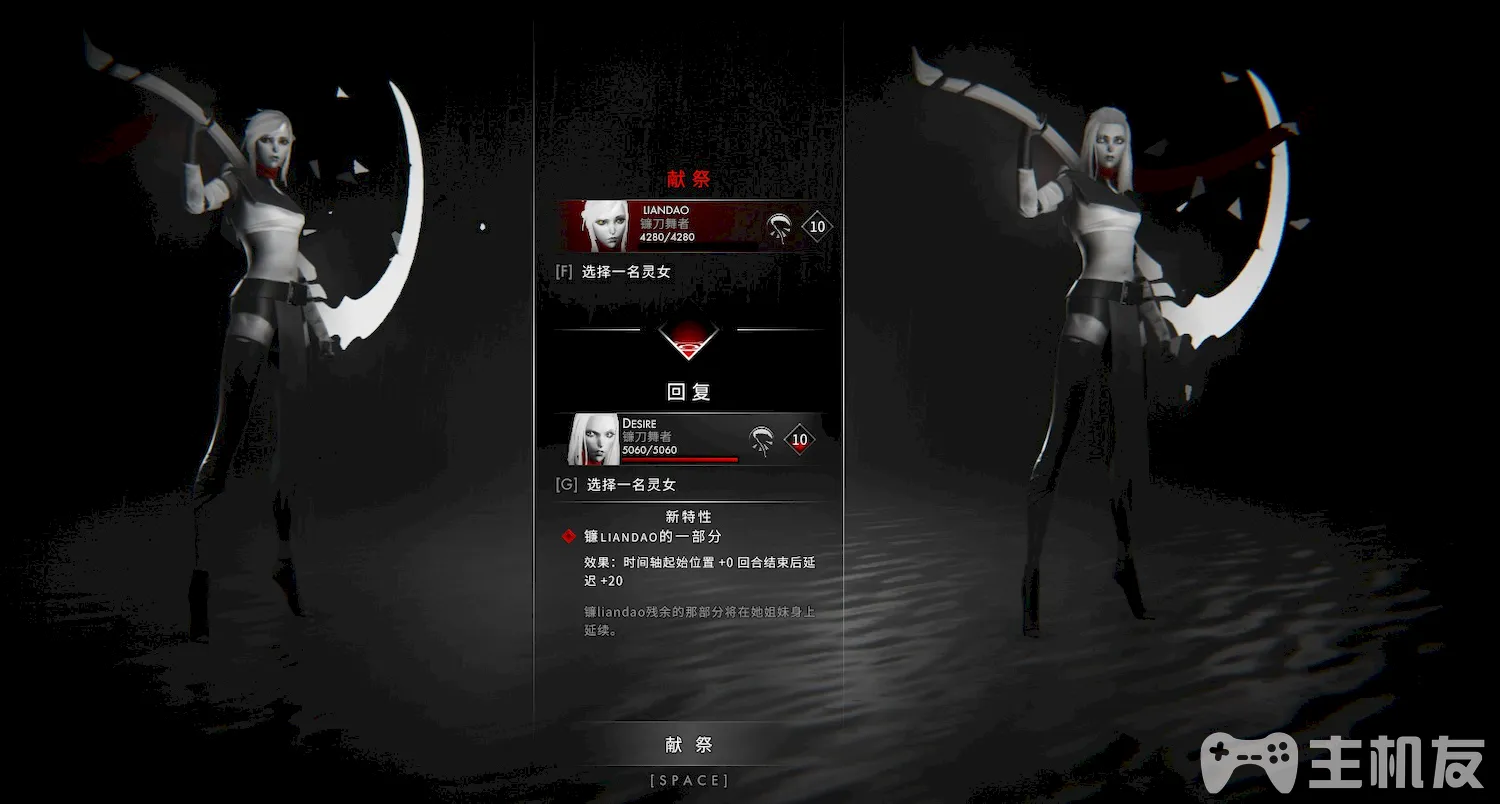 献祭
LIANDAO
镰刀舞者
4280/4280
10
[F] 选择一名灵女
回复
DESIRE
镰刀舞者
5060/5060
10
[G] 选择一名灵女
新特性
镰LIANDAO的一部分
效果：时间轴起始位置 +0 回合结束后延
迟 +20
镰liandao残余的那部分将在她姐妹身上
延续。
献祭
[SPACE]
主机友